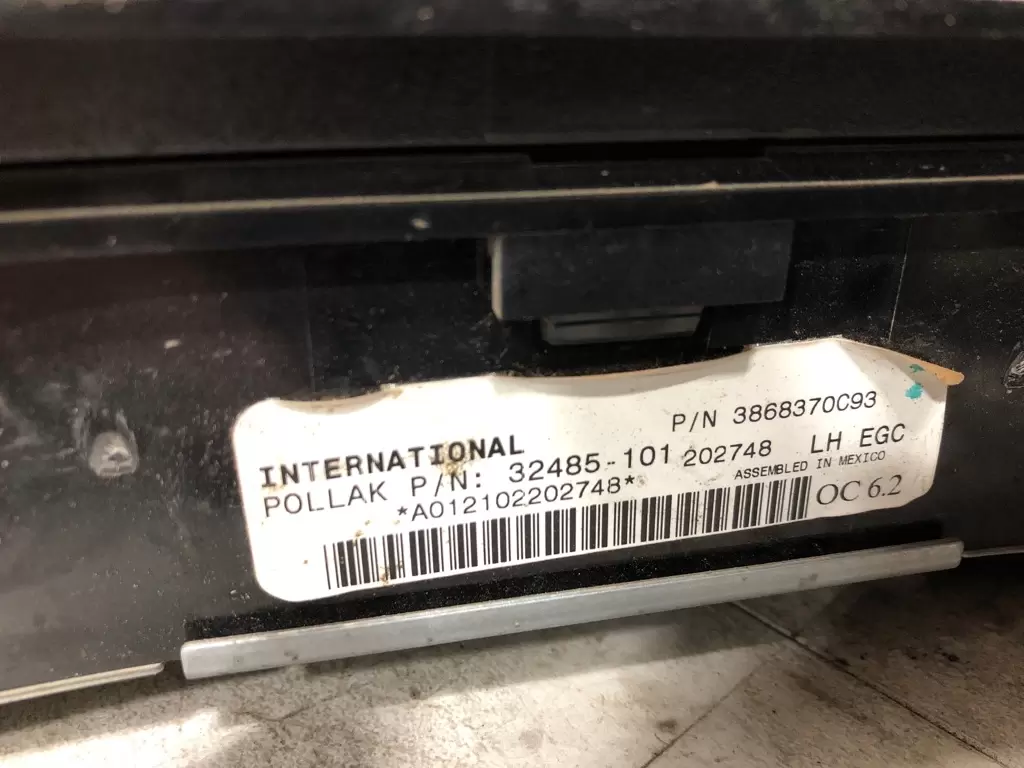 INTERNATIONAL P/N 3868370C93
POLLAK P/N: 32485-101 202748 LH EGC
*A012102202748* ASSEMBLED IN MEXICO
OC 6.2